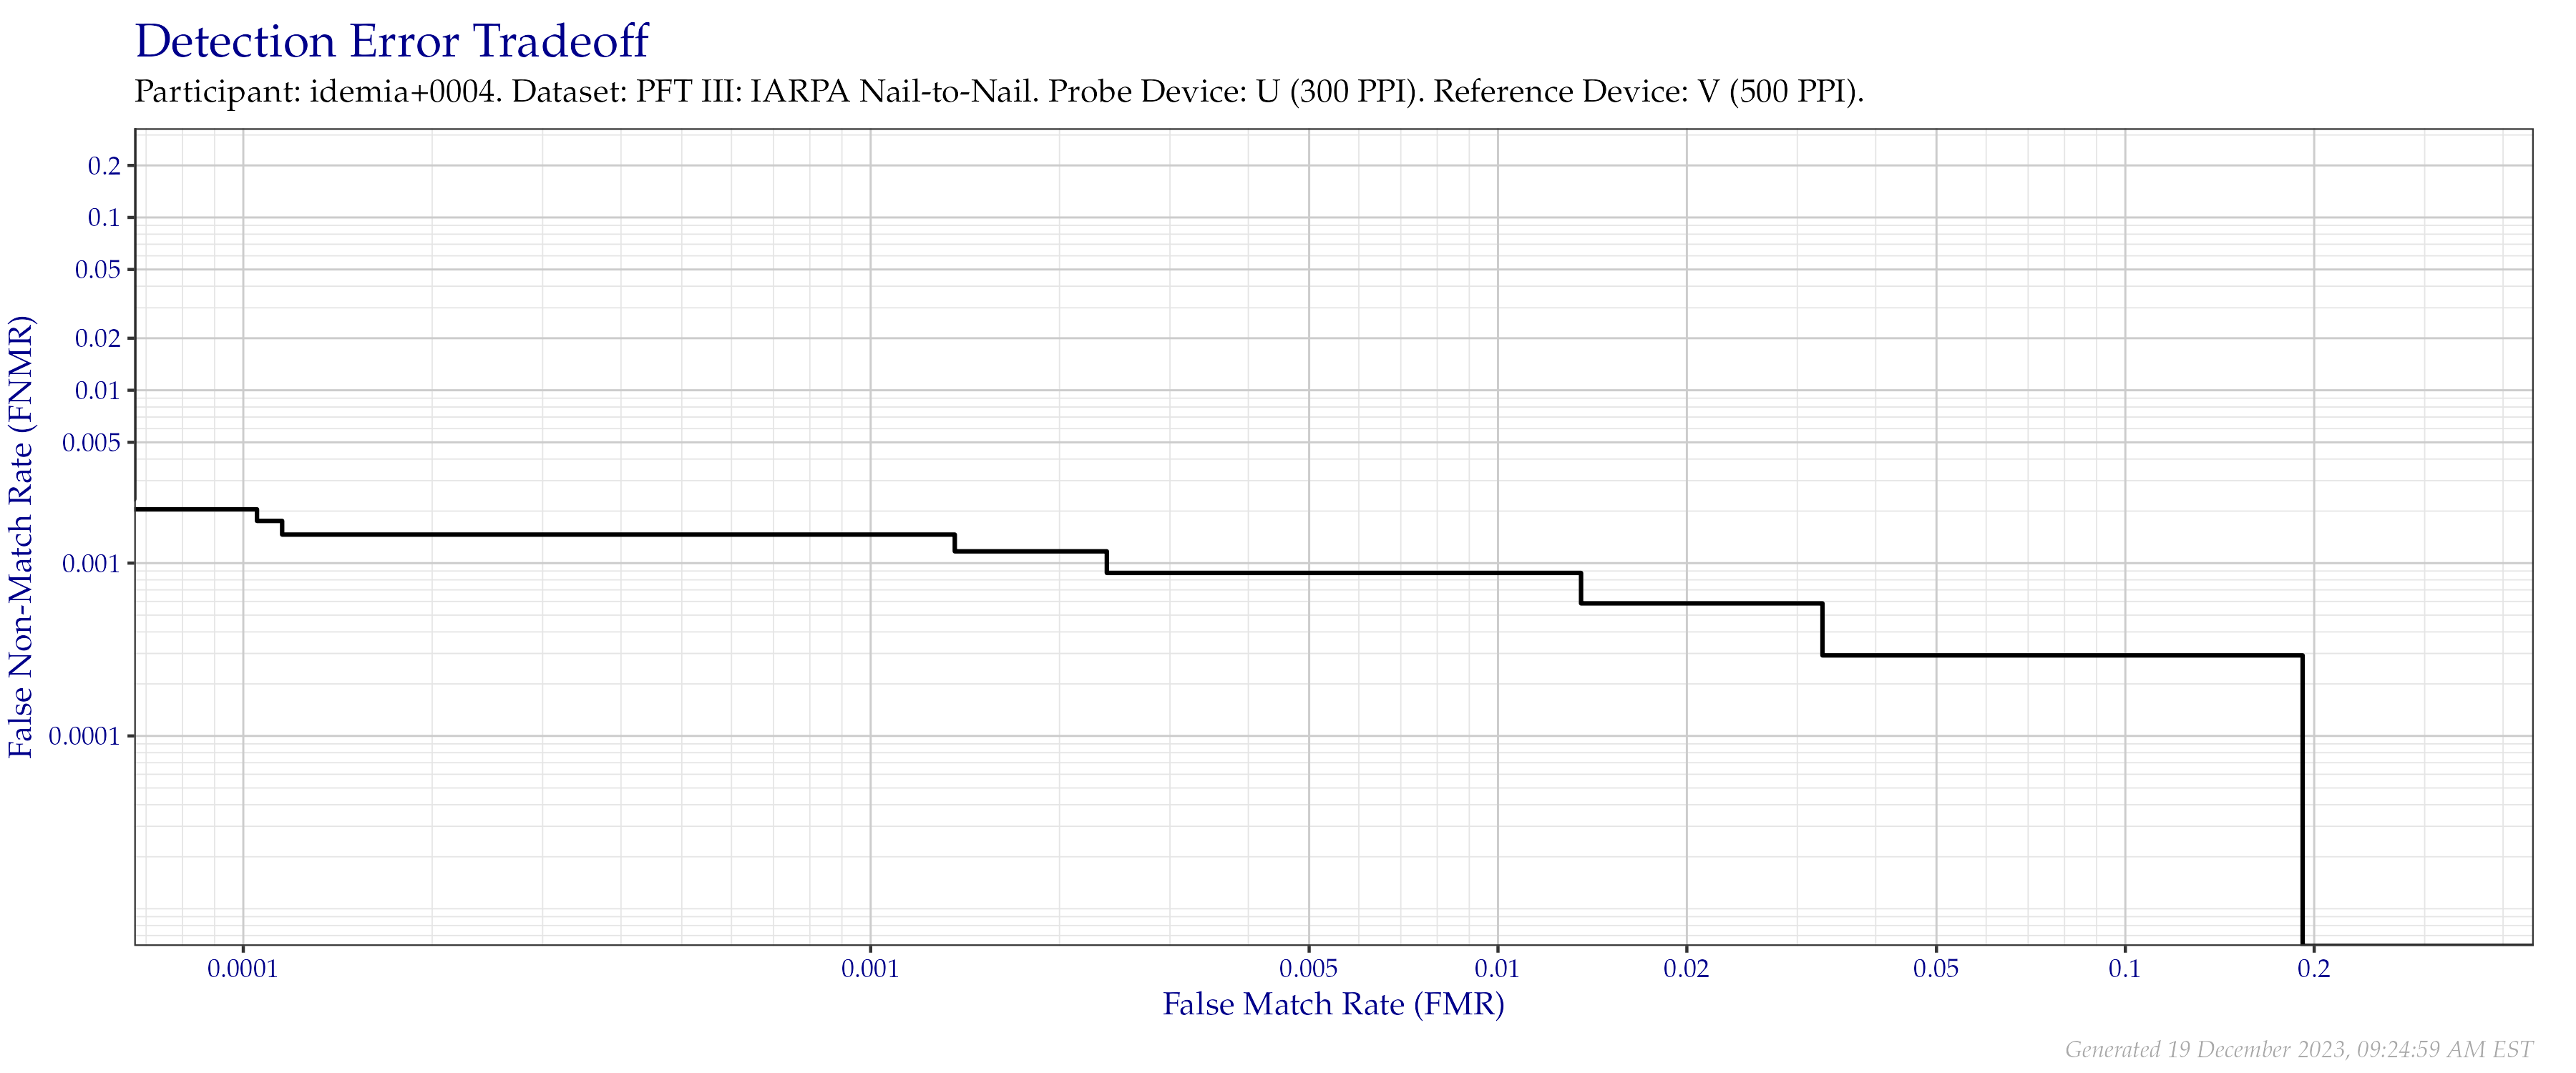 Detection Error Tradeoff
Participant: idemia+0004. Dataset: PFT III: IARPA Nail-to-Nail. Probe Device: U (300 PPI). Reference Device: V (500 PPI).
False Non-Match Rate (FNMR)
0.2
0.1
0.05
0.02
0.01
0.005
0.001
0.0001
0.0001 0.001 0.005 0.01 0.02 0.05 0.1 0.2
False Match Rate (FMR)
Generated 19 December 2023, 09:24:59 AM EST